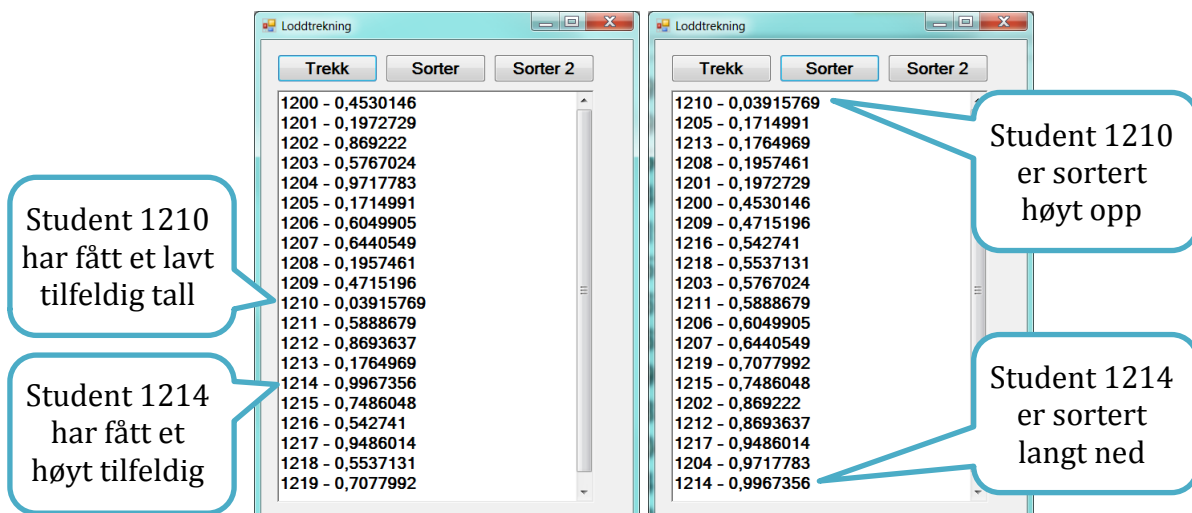 Loddtrekning
Trekk Sorter Sorter 2
1200 - 0,4530146
1201 - 0,1972729
1202 - 0,869222
1203 - 0,5767024
1204 - 0,9717783
1205 - 0,1714991
1206 - 0,6049905
1207 - 0,6440549
1208 - 0,1957461
1209 - 0,4715196
1210 - 0,03915769
1211 - 0,5888679
1212 - 0,8693637
1213 - 0,1764969
1214 - 0,9967356
1215 - 0,7486048
1216 - 0,542741
1217 - 0,9486014
1218 - 0,5537131
1219 - 0,7077992
Student 1210
har fått et lavt
tilfeldig tall
Student 1214
har fått et
høyt tilfeldig
Loddtrekning
Trekk Sorter Sorter 2
1210 - 0,03915769
1205 - 0,1714991
1213 - 0,1764969
1208 - 0,1957461
1201 - 0,1972729
1200 - 0,4530146
1209 - 0,4715196
1216 - 0,542741
1218 - 0,5537131
1203 - 0,5767024
1211 - 0,5888679
1206 - 0,6049905
1207 - 0,6440549
1219 - 0,7077992
1215 - 0,7486048
1202 - 0,869222
1212 - 0,8693637
1217 - 0,9486014
1204 - 0,9717783
1214 - 0,9967356
Student 1210
er sortert
høyt opp
Student 1214
er sortert
langt ned